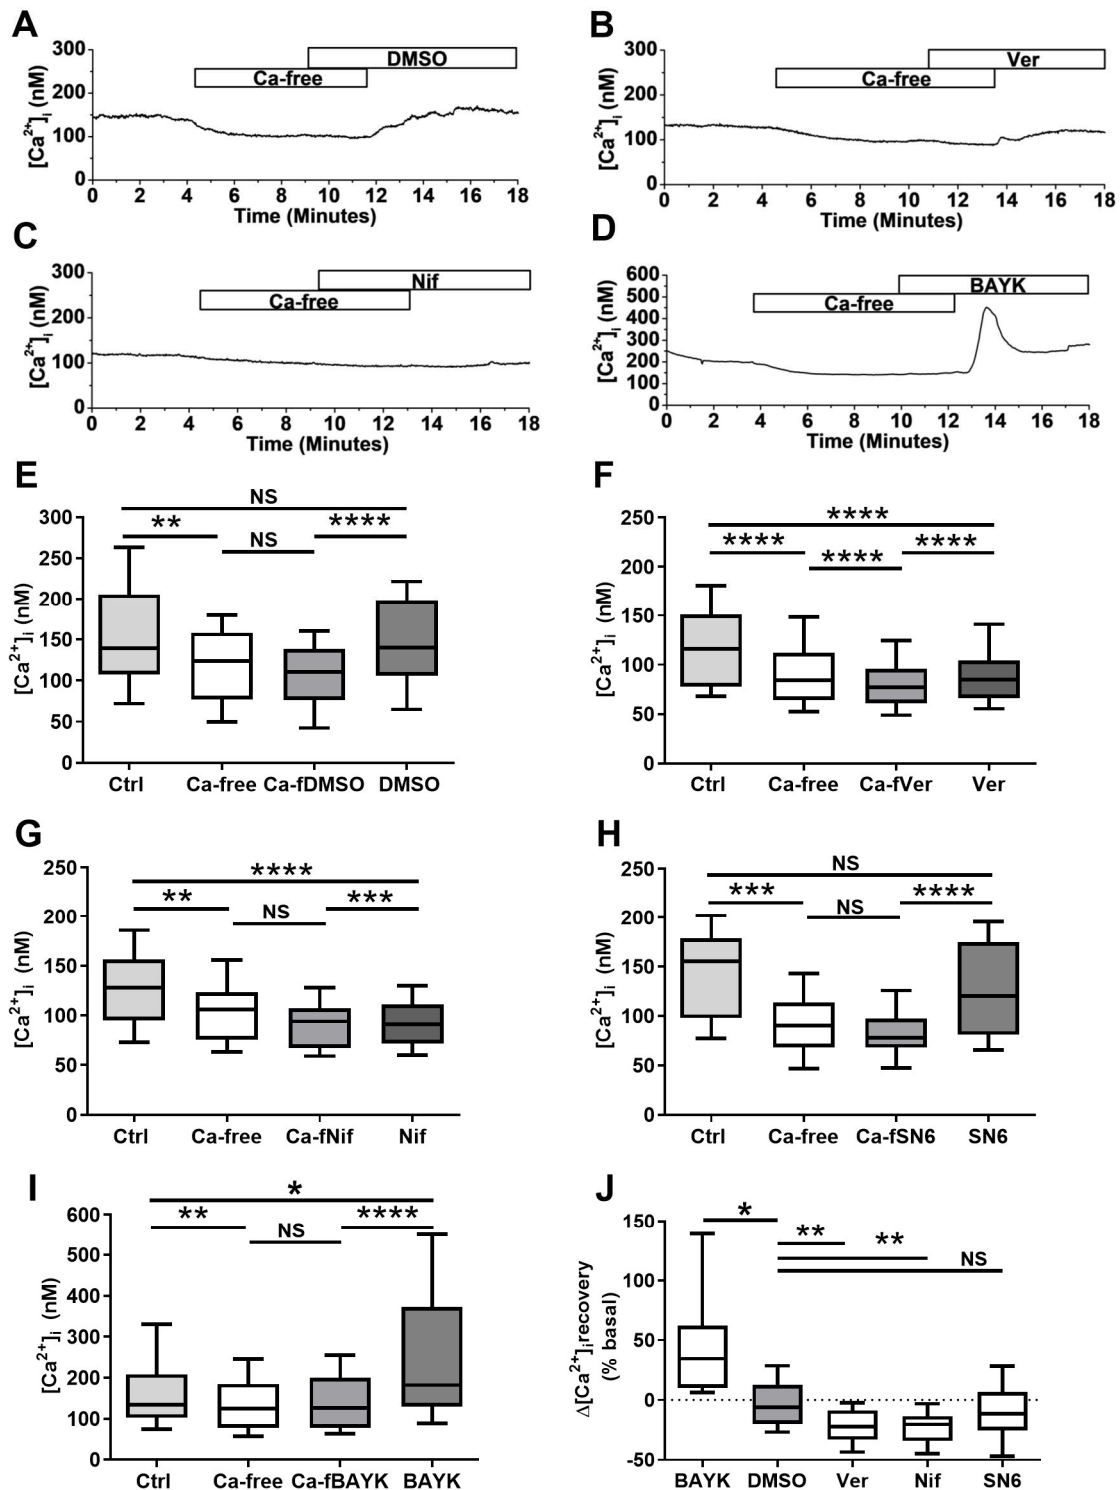 A
[Ca2+]i (nM)
300
200
100
0
DMSO
Ca-free
0 2 4 6 8 10 12 14 16 18
Time (Minutes)
B
[Ca2+]i (nM)
300
200
100
0
Ver
Ca-free
0 2 4 6 8 10 12 14 16 18
Time (Minutes)
C
[Ca2+]i (nM)
300
200
100
0
Nif
Ca-free
0 2 4 6 8 10 12 14 16 18
Time (Minutes)
D
[Ca2+]i (nM)
600
500
400
300
200
100
0
BAYK
Ca-free
0 2 4 6 8 10 12 14 16 18
Time (Minutes)
E
[Ca2+]i (nM)
300
250
200
150
100
50
0
NS
** NS ****
Ctrl Ca-free Ca-fDMSO DMSO
F
[Ca2+]i (nM)
250
200
150
100
50
0
****
**** **** ****
Ctrl Ca-free Ca-fVer Ver
G
[Ca2+]i (nM)
250
200
150
100
50
0
****
** NS ***
Ctrl Ca-free Ca-fNif Nif
H
[Ca2+]i (nM)
250
200
150
100
50
0
NS
*** NS ****
Ctrl Ca-free Ca-fSN6 SN6
I
[Ca2+]i (nM)
600
500
400
300
200
100
0
*
** NS ****
Ctrl Ca-free Ca-fBAYK BAYK
J
Δ[Ca2+]i recovery
(% basal)
150
100
50
0
-50
*
** **
NS
BAYK DMSO Ver Nif SN6